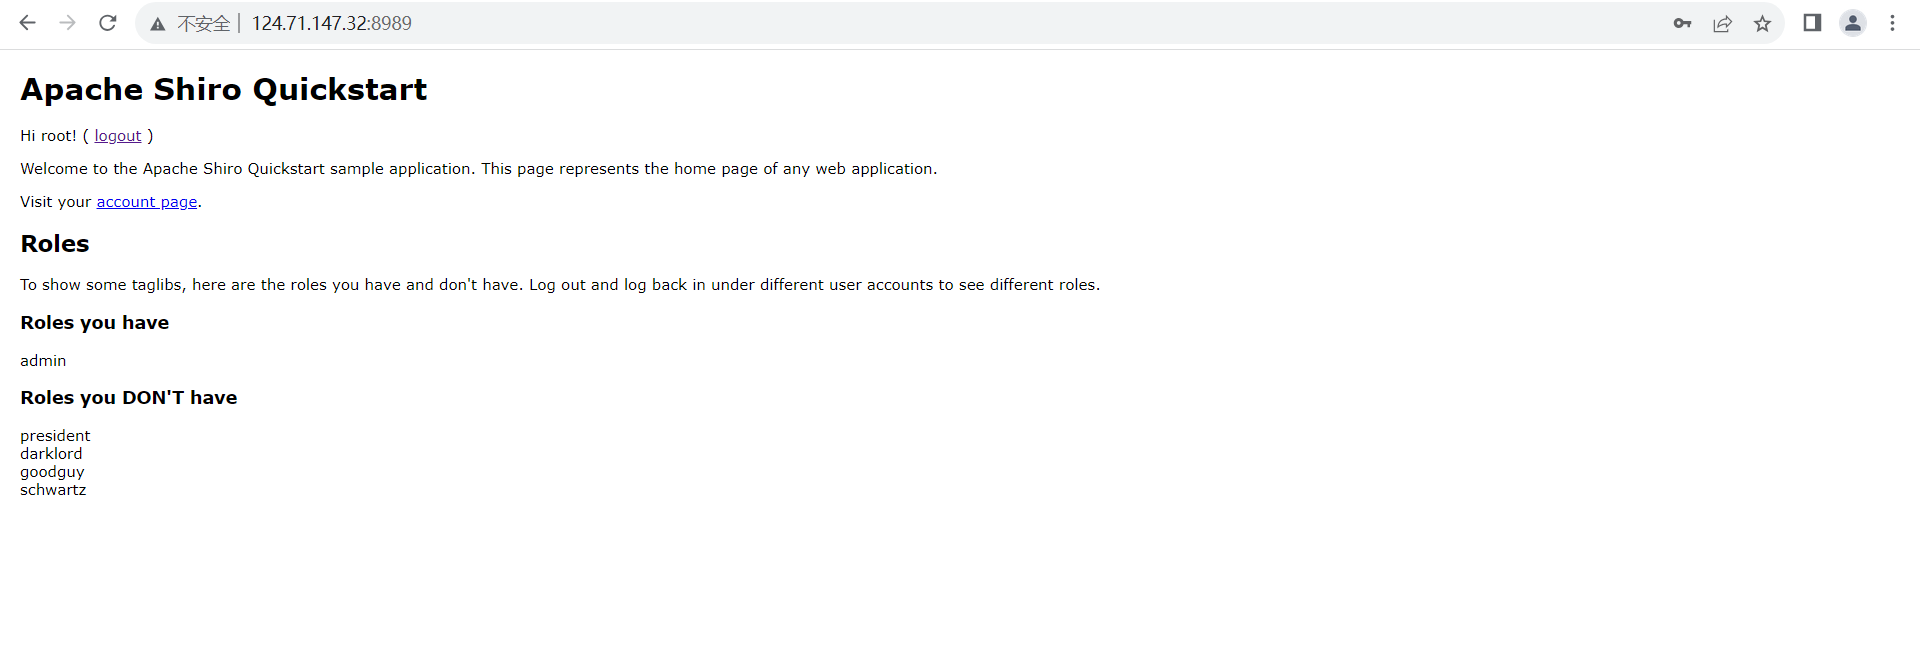 不安全 | 124.71.147.32:8989
Apache Shiro Quickstart
Hi root! ( logout )
Welcome to the Apache Shiro Quickstart sample application. This page represents the home page of any web application.
Visit your account page.
Roles
To show some taglibs, here are the roles you have and don't have. Log out and log back in under different user accounts to see different roles.
Roles you have
admin
Roles you DON'T have
president
darklord
goodguy
schwartz